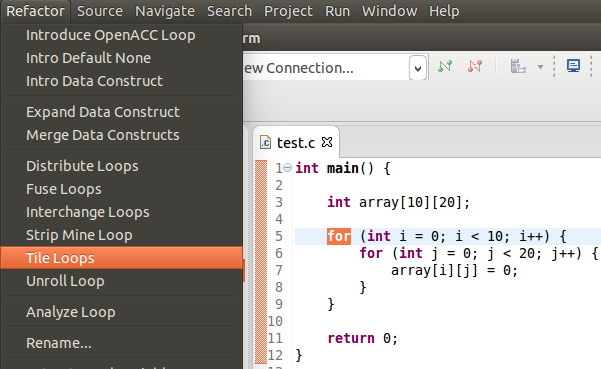 Refactor Source Navigate Search Project Run Window Help
Introduce OpenACC Loop
Intro Default None
Intro Data Construct
Expand Data Construct
Merge Data Constructs
Distribute Loops
Fuse Loops
Interchange Loops
Strip Mine Loop
Tile Loops
Unroll Loop
Analyze Loop
Rename...
rm
ew Connection...
test.c
1 int main() {
2
3 int array[10][20];
4
5 for (int i = 0; i < 10; i++) {
6 for (int j = 0; j < 20; j++) {
7 array[i][j] = 0;
8 }
9 }
10
11 return 0;
12 }